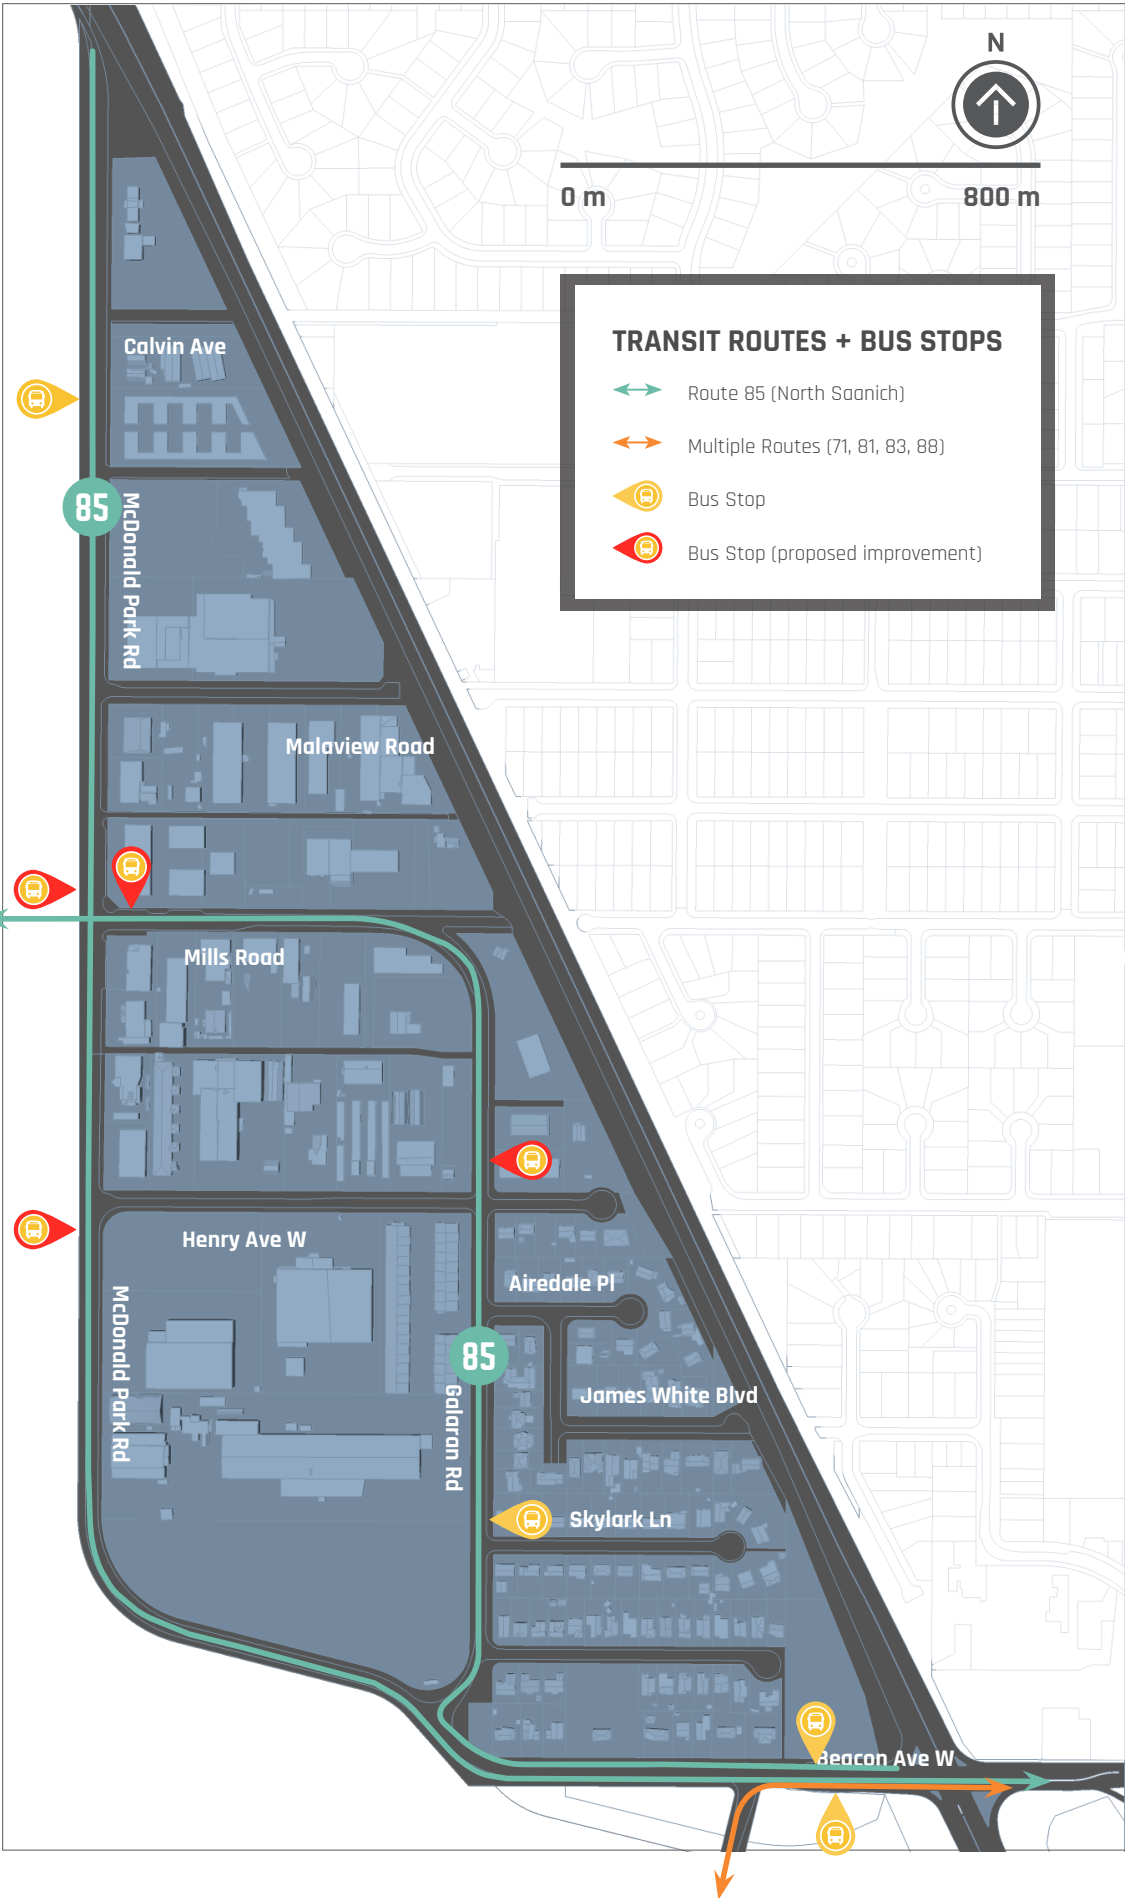 N
0 m
800 m
TRANSIT ROUTES + BUS STOPS
Route 85 (North Saanich)
Multiple Routes (71, 81, 83, 88)
Bus Stop
Bus Stop (proposed improvement)
Calvin Ave
85
McDonald Park Rd
Malaview Road
Mills Road
Henry Ave W
Airedale Pl
McDonald Park Rd
85
Galaran Rd
James White Blvd
Skylark Ln
Beacon Ave W